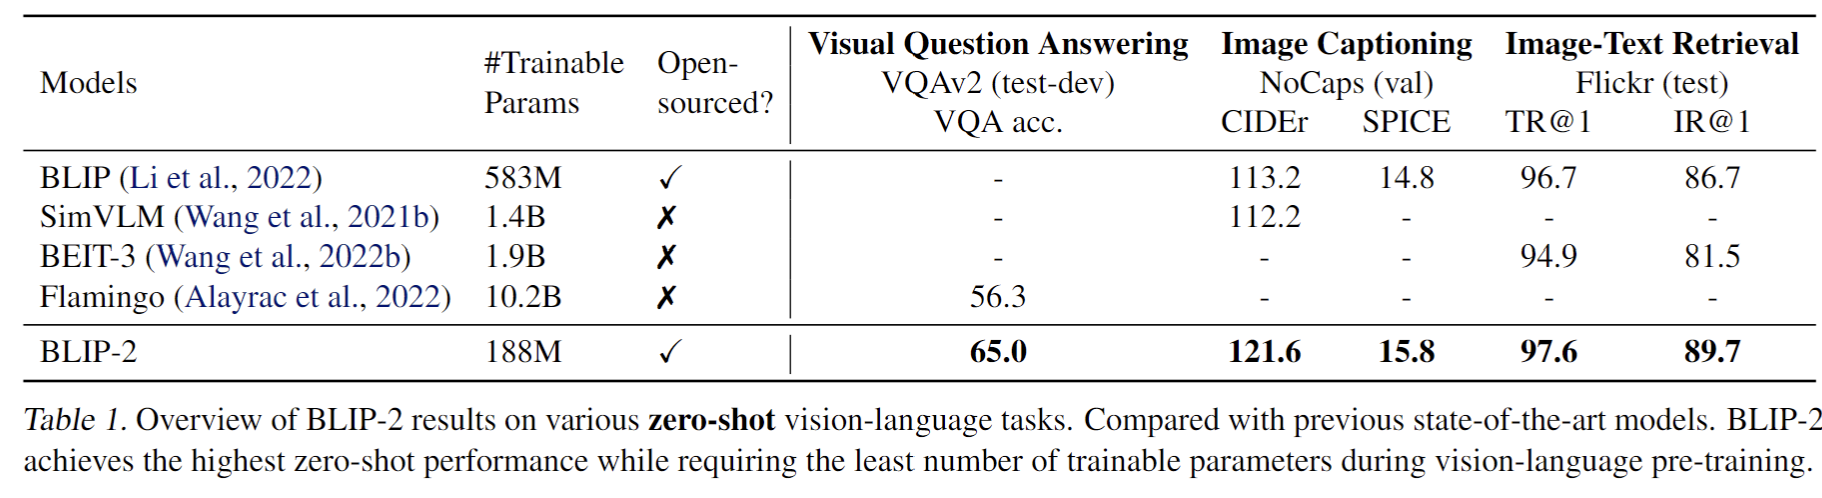 Models #Trainable Params Open-sourced? Visual Question Answering Image Captioning Image-Text Retrieval
VQAv2 (test-dev) NoCaps (val) Flickr (test)
VQA acc. CIDEr SPICE TR@1 IR@1
BLIP (Li et al., 2022) 583M ✓ - 113.2 14.8 96.7 86.7
SimVLM (Wang et al., 2021b) 1.4B ✗ - 112.2 - - -
BEIT-3 (Wang et al., 2022b) 1.9B ✗ - - - 94.9 81.5
Flamingo (Alayrac et al., 2022) 10.2B ✗ 56.3 - - - -
BLIP-2 188M ✓ 65.0 121.6 15.8 97.6 89.7
Table 1. Overview of BLIP-2 results on various zero-shot vision-language tasks. Compared with previous state-of-the-art models. BLIP-2
achieves the highest zero-shot performance while requiring the least number of trainable parameters during vision-language pre-training.